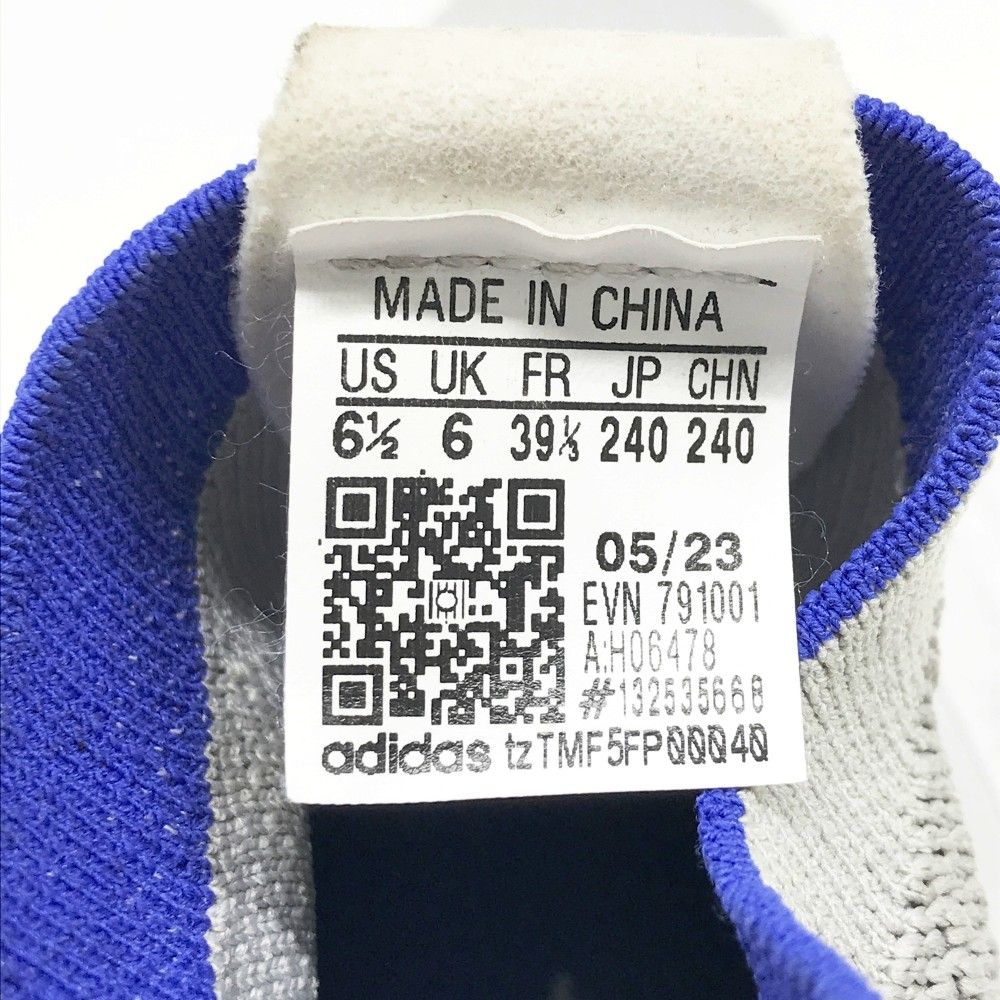 MADE IN CHINA
US UK FR JP CHN
6½ 6 39⅓ 240 240
05/23
EVN 791001
A:H06478
#132535668
adidas tzTMF5FP00040